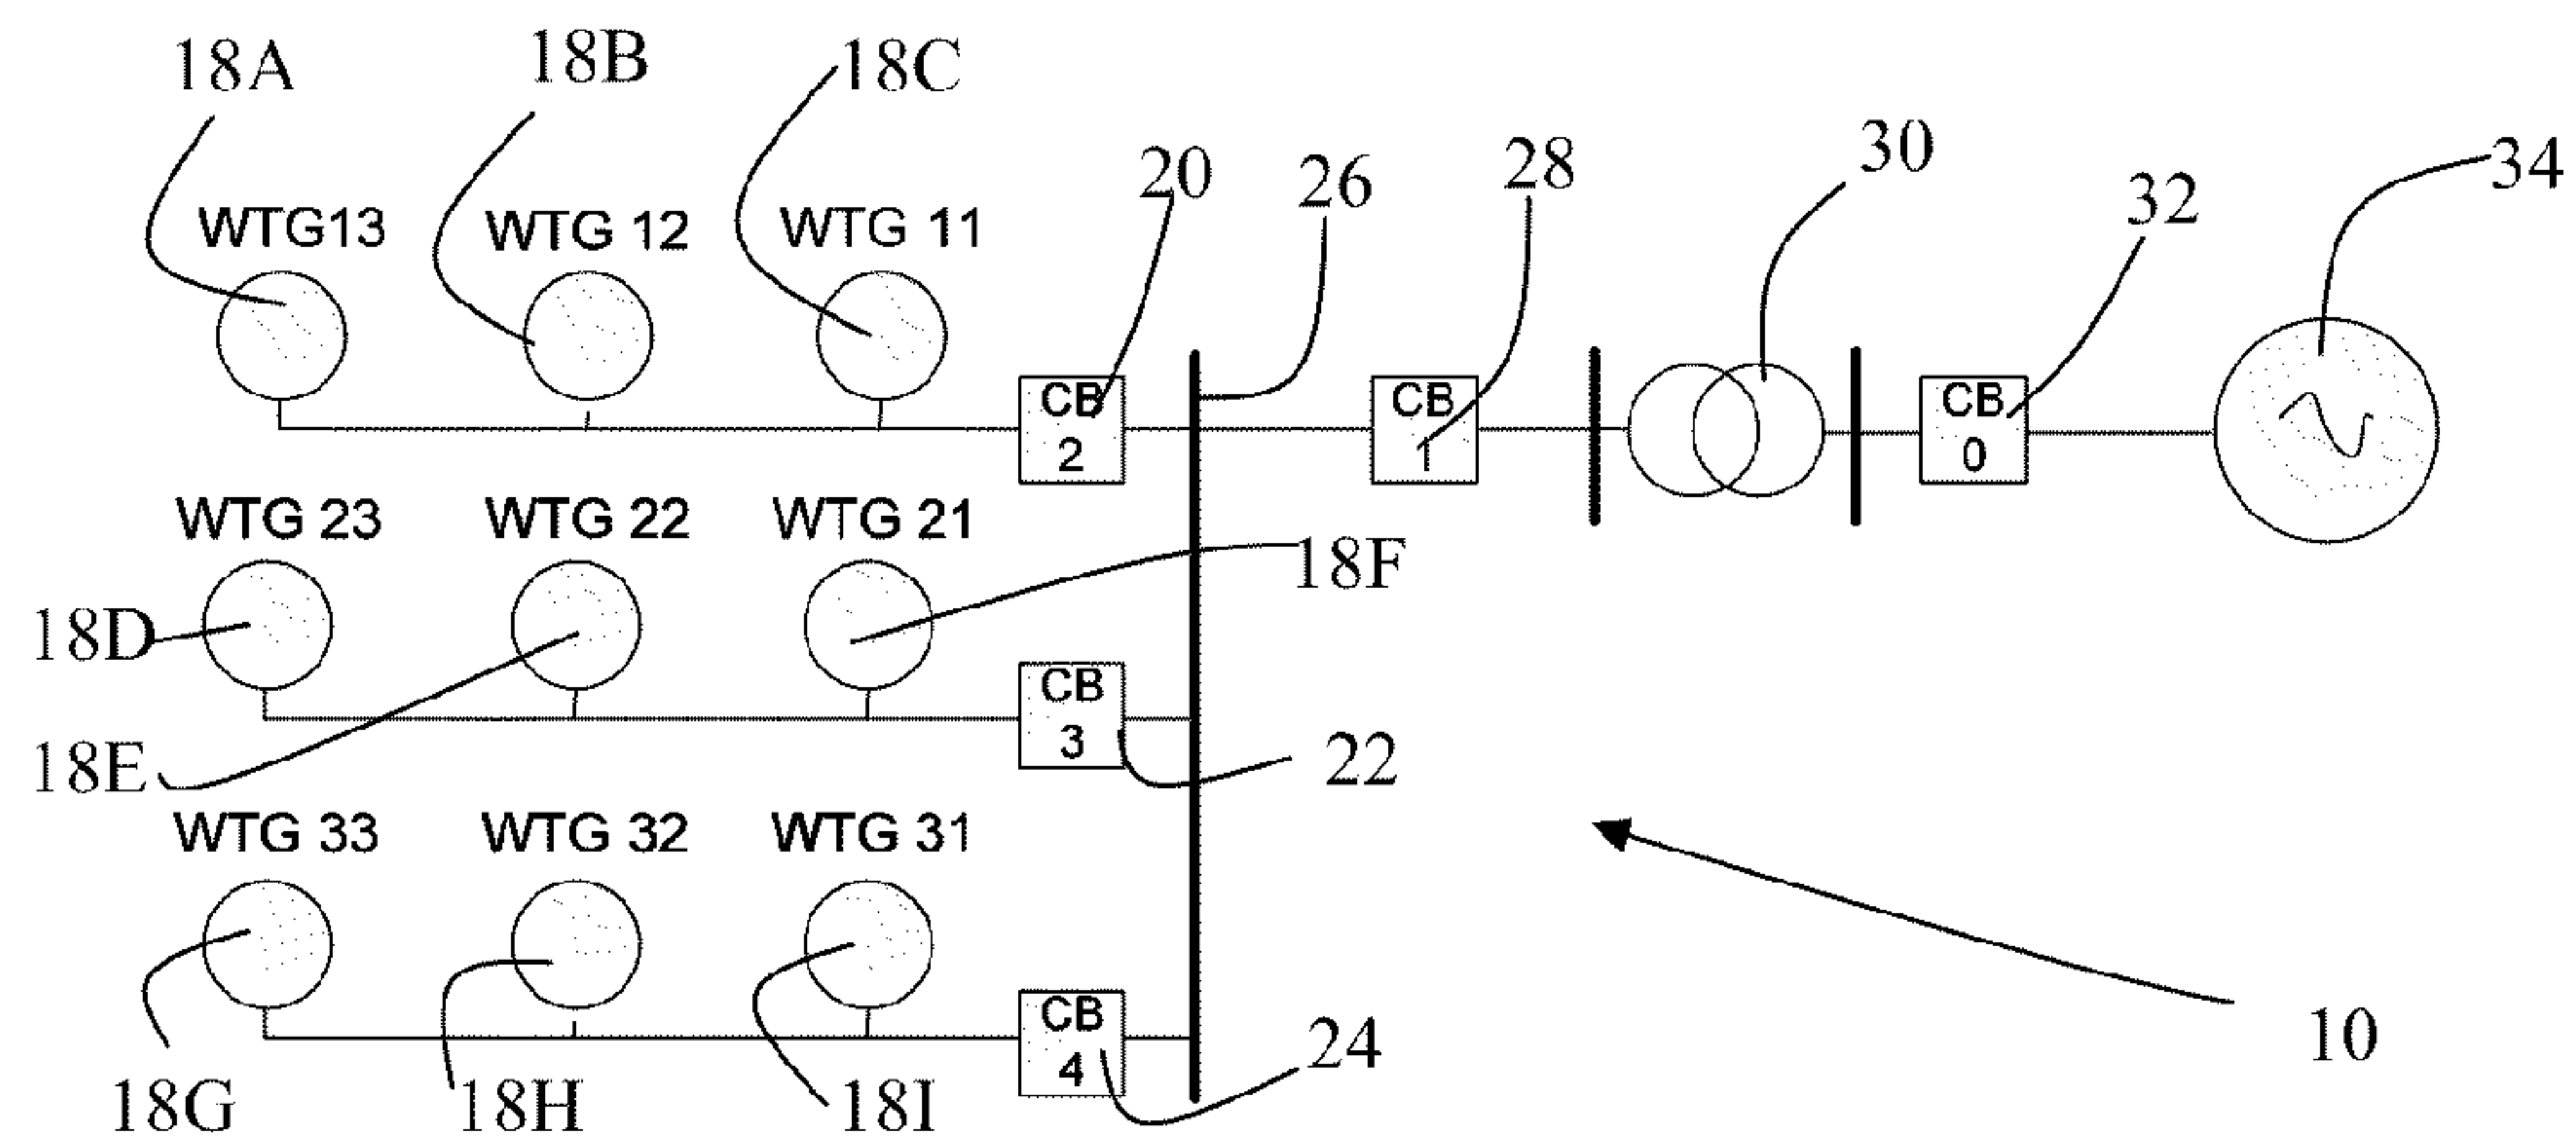 18A 18B 18C
20 26 28 30 32 34
WTG13 WTG 12 WTG 11
CB
2
CB
1
CB
0
WTG 23 WTG 22 WTG 21
18F
18D
CB
3
18E
22
WTG 33 WTG 32 WTG 31
CB
4
24
10
18G 18H 18I